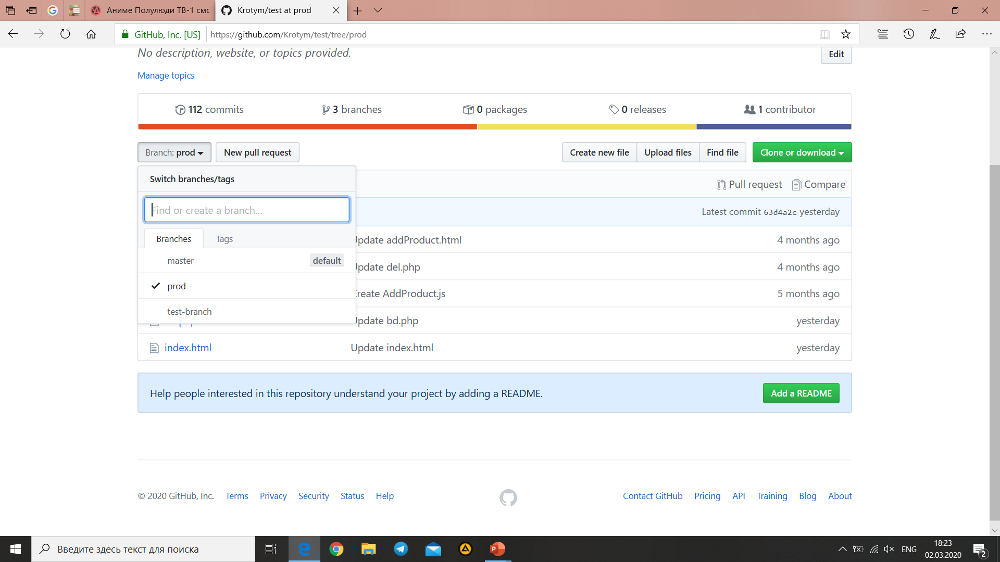 Аниме Полулюди ТВ-1 смо
Krotym/test at prod
GitHub, Inc. [US]
https://github.com/Krotym/test/tree/prod
No description, website, or topics provided.
Edit
Manage topics
112 commits
3 branches
0 packages
0 releases
1 contributor
Branch: prod
New pull request
Create new file
Upload files
Find file
Clone or download
Switch branches/tags
Pull request
Compare
Find or create a branch...
Latest commit 63d4a2c yesterday
Branches
Tags
Update addProduct.html
4 months ago
master
default
Update del.php
4 months ago
prod
Create AddProduct.js
5 months ago
test-branch
Update bd.php
yesterday
index.html
Update index.html
yesterday
Help people interested in this repository understand your project by adding a README.
Add a README
© 2020 GitHub, Inc.
Terms
Privacy
Security
Status
Help
Contact GitHub
Pricing
API
Training
Blog
About
Введите здесь текст для поиска
ENG
18:23
02.03.2020
2